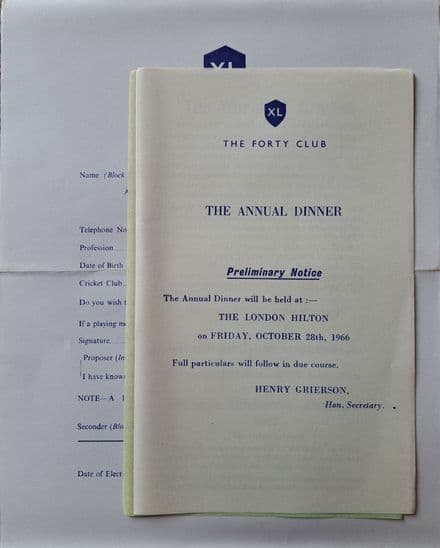 XL
XL
THE FORTY CLUB
THE ANNUAL DINNER
Preliminary Notice
The Annual Dinner will be held at :—
THE LONDON HILTON
on FRIDAY, OCTOBER 28th, 1966
Full particulars will follow in due course.
HENRY GRIERSON,
Hon. Secretary.
Name (Block
Telephone No
Profession
Date of Birth
Cricket Club
Do you wish
If a playing
Signature
Proposer (In
I have know
NOTE—A
Seconder (Blo
Date of Elect